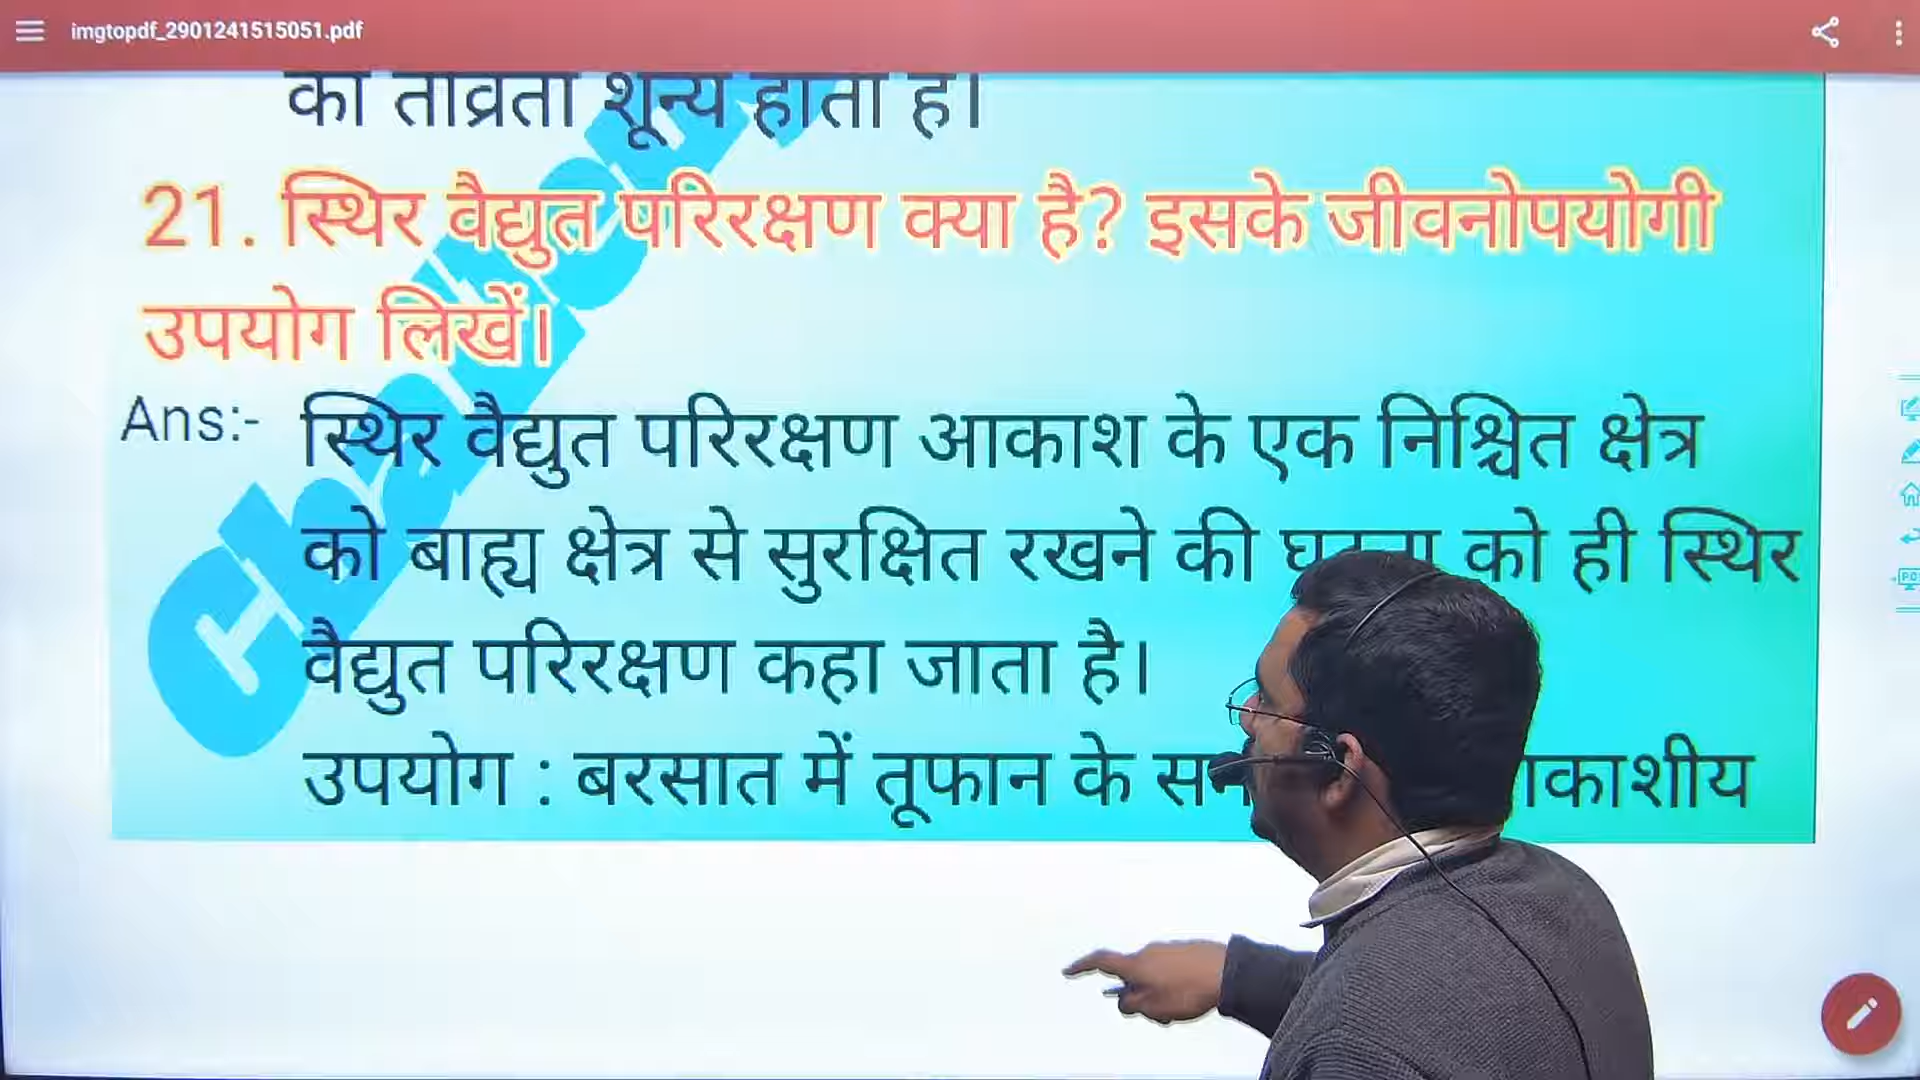 imgtopdf_2901241515051.pdf
शून्य
21. स्थिर वैद्युत परिरक्षण क्या है? इसके जीवनोपयोगी
उपयोग लिखें।
Ans:- स्थिर वैद्युत परिरक्षण आकाश के एक निश्चित क्षेत्र
को बाह्य क्षेत्र से सुरक्षित रखने की को ही स्थिर
वैद्युत परिरक्षण कहा जाता है।
उपयोग : बरसात में तूफान के